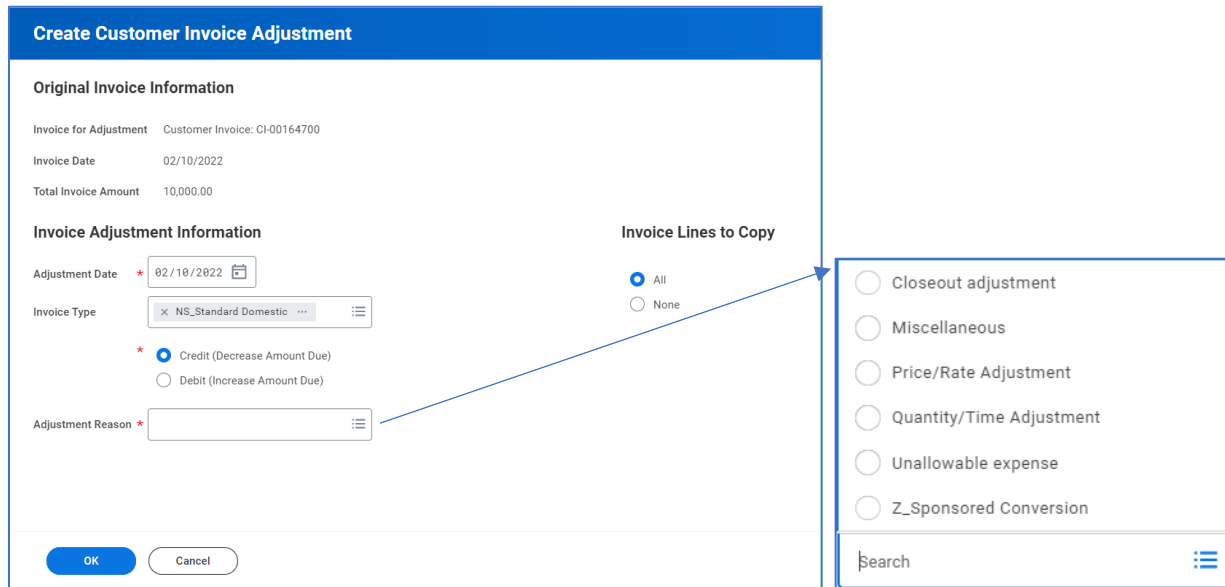 Create Customer Invoice Adjustment
Original Invoice Information
Invoice for Adjustment Customer Invoice: CI-00164700
Invoice Date 02/10/2022
Total Invoice Amount 10,000.00
Invoice Adjustment Information
Adjustment Date * 02/10/2022
Invoice Type × NS_Standard Domestic ...
* Credit (Decrease Amount Due)
Debit (Increase Amount Due)
Adjustment Reason *
Invoice Lines to Copy
All
None
OK Cancel
Closeout adjustment
Miscellaneous
Price/Rate Adjustment
Quantity/Time Adjustment
Unallowable expense
Z_Sponsored Conversion
Search